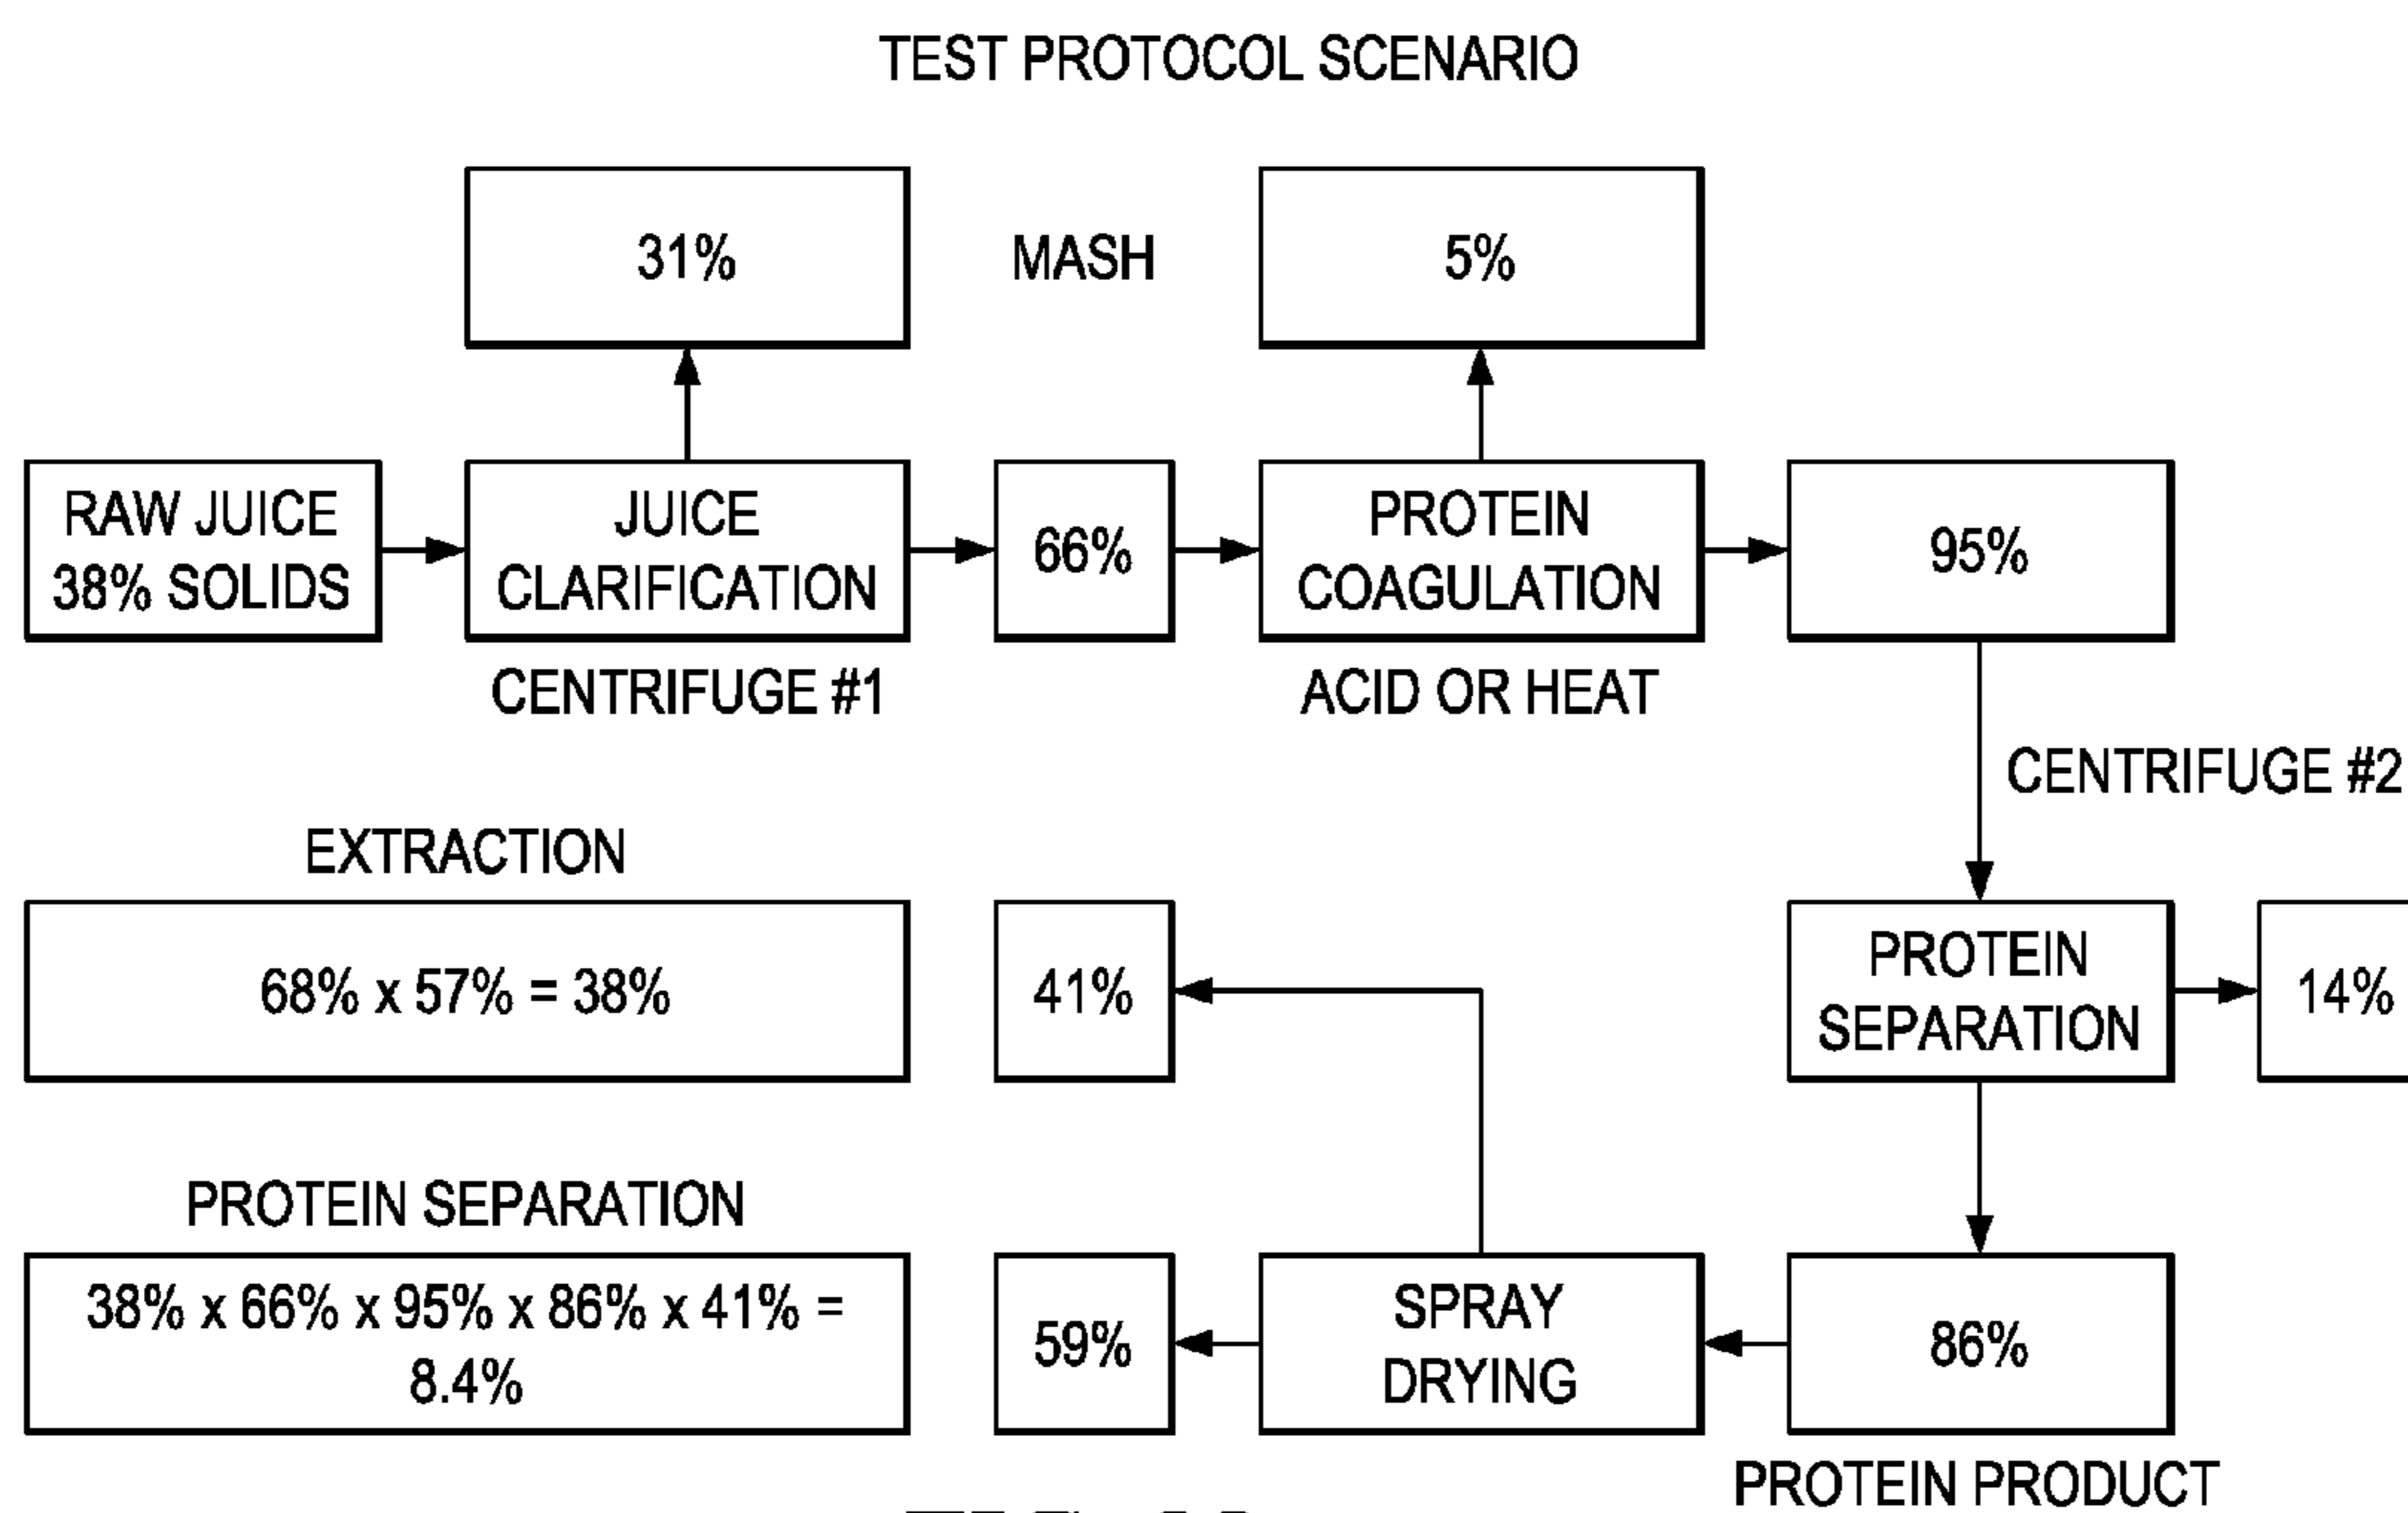 TEST PROTOCOL SCENARIO
31%
MASH
5%
RAW JUICE
38% SOLIDS
JUICE
CLARIFICATION
66%
PROTEIN
COAGULATION
95%
CENTRIFUGE #1
ACID OR HEAT
CENTRIFUGE #2
EXTRACTION
68% x 57% = 38%
41%
PROTEIN
SEPARATION
14%
PROTEIN SEPARATION
38% x 66% x 95% x 86% x 41% =
8.4%
59%
SPRAY
DRYING
86%
PROTEIN PRODUCT